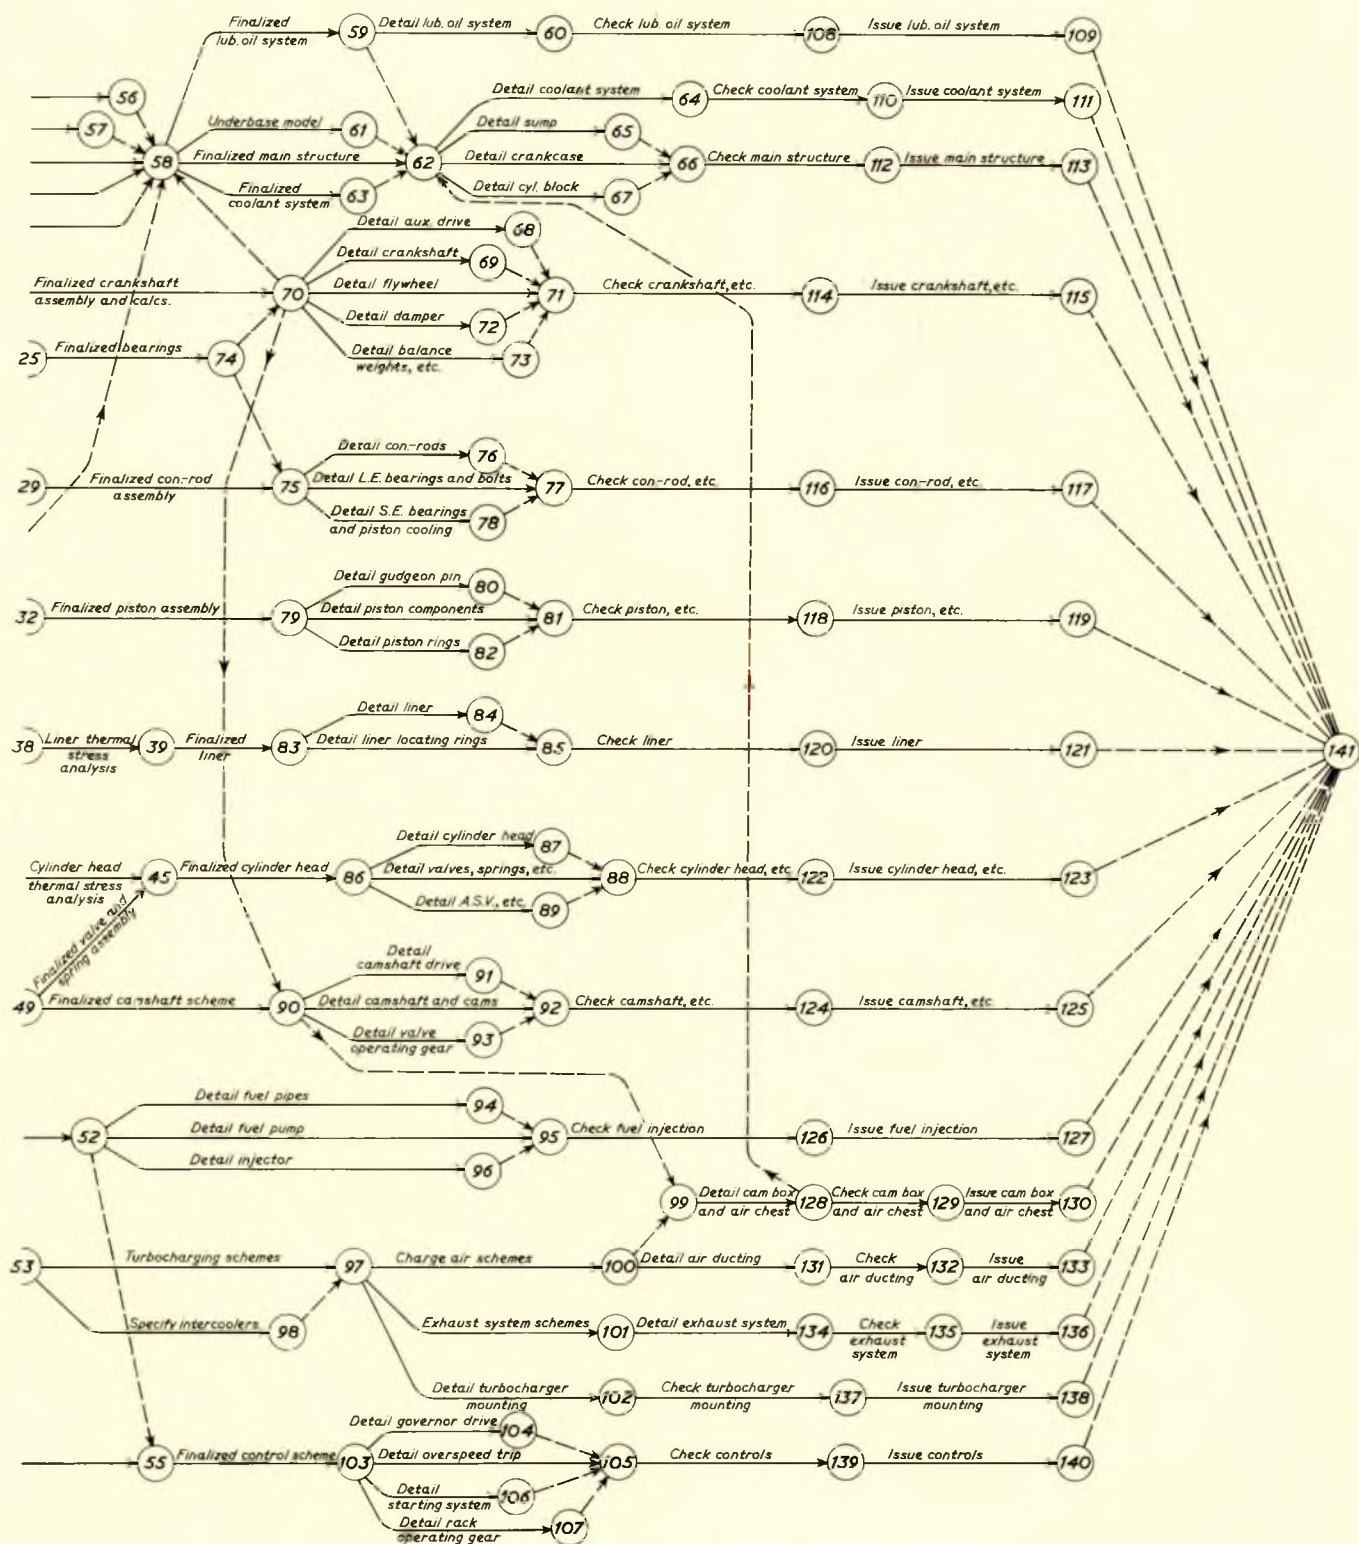 Finalized
lub. oil system
59
Detail lub. oil system
60
Check lub. oil system
108
Issue lub. oil system
109
56
57
58
Underbase model
61
Finalized main structure
Finalized
coolant system
63
62
Detail coolant system
64
Check coolant system
110
Issue coolant system
111
Detail sump
65
Detail crankcase
66
Check main structure
112
Issue main structure
113
Detail cyl. block
67
Finalized crankshaft
assembly and calcs.
70
Detail aux. drive
68
Detail crankshaft
69
Detail flywheel
71
Check crankshaft, etc.
114
Issue crankshaft, etc.
115
Detail damper
72
Detail balance
weights, etc.
73
25
Finalized bearings
74
29
Finalized con-rod
assembly
75
Detail con-rods
76
Detail L.E. bearings and bolts
77
Check con-rod, etc
116
Issue con-rod, etc
117
Detail S.E. bearings
and piston cooling
78
32
Finalized piston assembly
79
Detail gudgeon pin
80
Detail piston components
81
Check piston, etc.
118
Issue piston, etc.
119
Detail piston rings
82
38
Liner thermal
stress
analysis
39
Finalized
liner
83
Detail liner
84
Detail liner locating rings
85
Check liner
120
Issue liner
121
141
Cylinder head
thermal stress
analysis
45
Finalized cylinder head
86
Detail cylinder head
87
Detail valves, springs, etc.
88
Check cylinder head, etc
122
Issue cylinder head, etc.
123
Detail A.S.V., etc.
89
Finalized valve and
spring assembly
49
Finalized camshaft scheme
90
Detail
camshaft drive
91
Detail camshaft and cams
92
Check camshaft, etc.
124
Issue camshaft, etc.
125
Detail valve
operating gear
93
52
Detail fuel pipes
94
Detail fuel pump
95
Check fuel injection
126
Issue fuel injection
127
Detail injector
96
99
Detail cam box
and air chest
128
Check cam box
and air chest
129
Issue cam box
and air chest
130
53
Turbocharging schemes
97
Charge air schemes
100
Detail air ducting
131
Check
air ducting
132
Issue
air ducting
133
Specify intercoolers
98
Exhaust system schemes
101
Detail exhaust system
134
Check
exhaust
system
135
Issue
exhaust
system
136
Detail turbocharger
mounting
102
Check turbocharger
mounting
137
Issue turbocharger
mounting
138
55
Finalized control scheme
103
Detail governor drive
104
Detail overspeed trip
105
Check controls
139
Issue controls
140
Detail
starting system
106
Detail rack
operating gear
107